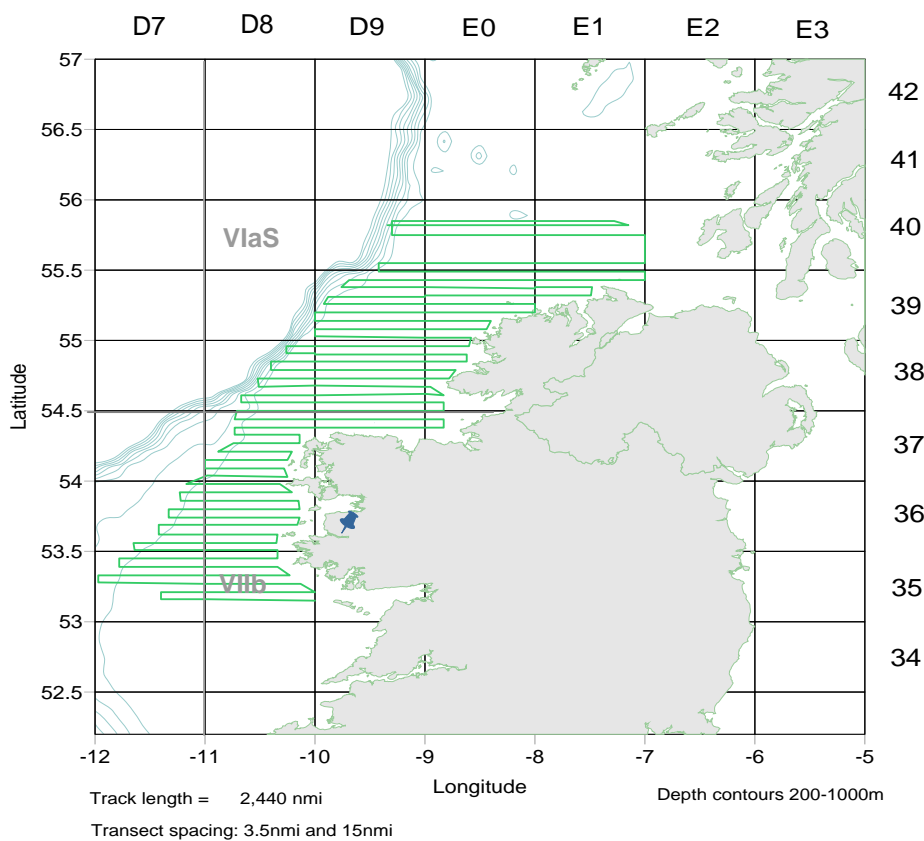 D7 D8 D9 E0 E1 E2 E3
57
42
56.5
41
56
VIaS
40
55.5
39
55
38
Latitude
54.5
37
54
36
53.5
VIIb
35
53
34
52.5
-12 -11 -10 -9 -8 -7 -6 -5
Longitude
Track length = 2,440 nmi
Depth contours 200-1000m
Transect spacing: 3.5nmi and 15nmi